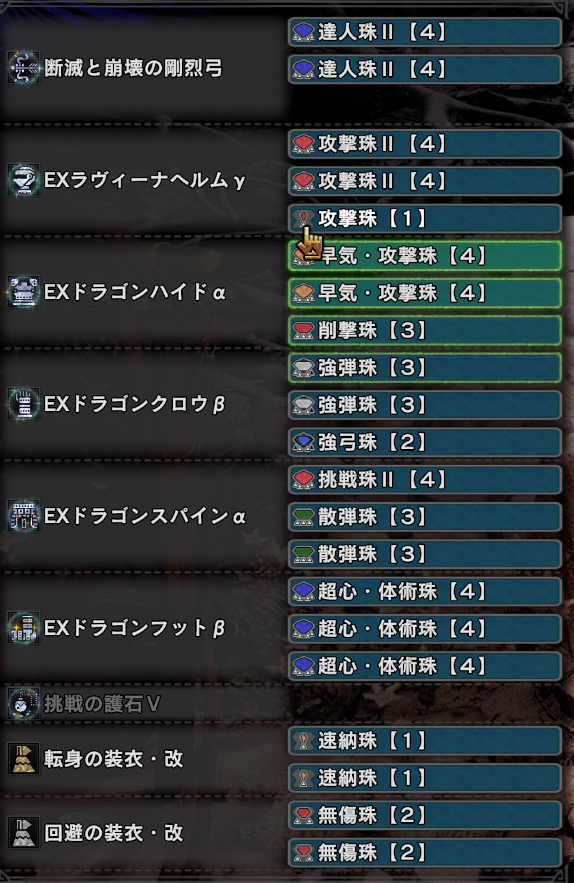 断滅と崩壊の剛烈弓
達人珠Ⅱ【4】
達人珠Ⅱ【4】
EXラヴィーナヘルムγ
攻撃珠Ⅱ【4】
攻撃珠Ⅱ【4】
攻撃珠【1】
EXドラゴンハイドα
早気・攻撃珠【4】
早気・攻撃珠【4】
削撃珠【3】
EXドラゴンクロウβ
強弾珠【3】
強弾珠【3】
強弓珠【2】
EXドラゴンスパインα
挑戦珠Ⅱ【4】
散弾珠【3】
散弾珠【3】
EXドラゴンフットβ
超心・体術珠【4】
超心・体術珠【4】
超心・体術珠【4】
挑戦の護石Ⅴ
転身の装衣・改
速納珠【1】
速納珠【1】
回避の装衣・改
無傷珠【2】
無傷珠【2】